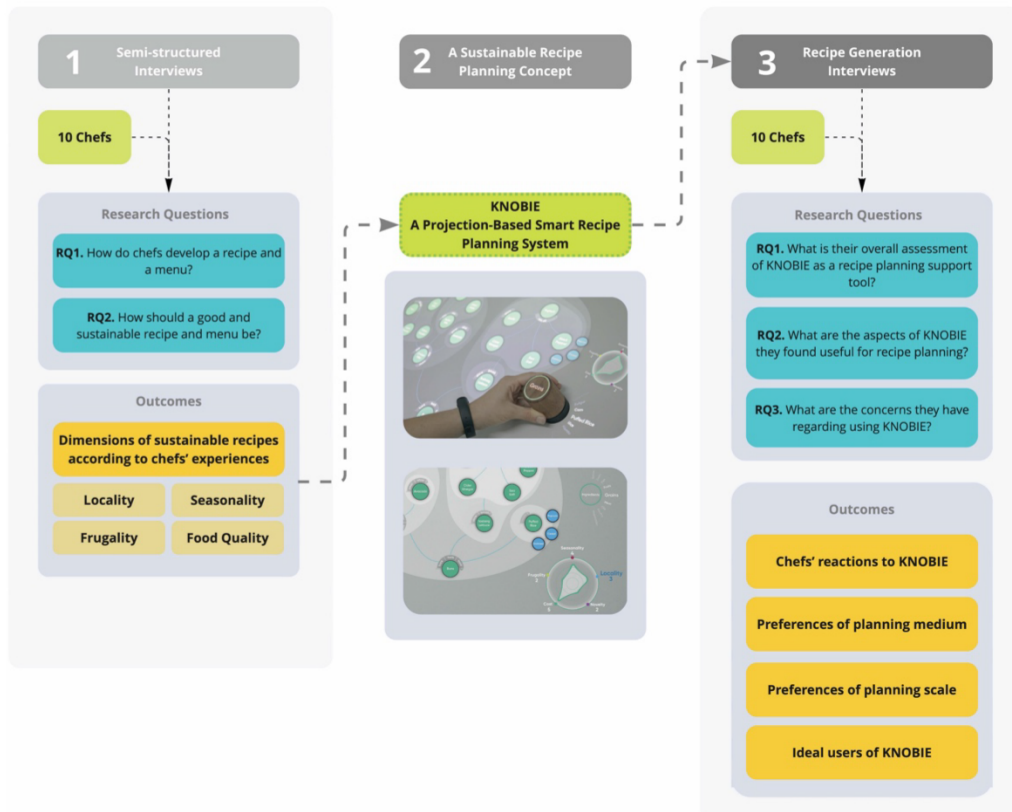 1
Semi-structured
Interviews
10 Chefs
Research Questions
RQ1. How do chefs develop a recipe and
a menu?
RQ2. How should a good and
sustainable recipe and menu be?
Outcomes
Dimensions of sustainable recipes
according to chefs' experiences
Locality
Seasonality
Frugality
Food Quality
2
A Sustainable Recipe
Planning Concept
KNOBIE
A Projection-Based Smart Recipe
Planning System
Seasonality
Frugality
Locality
3
Recipe Generation
Interviews
10 Chefs
Research Questions
RQ1. What is their overall assessment
of KNOBIE as a recipe planning support
tool?
RQ2. What are the aspects of KNOBIE
they found useful for recipe planning?
RQ3. What are the concerns they have
regarding using KNOBIE?
Outcomes
Chefs' reactions to KNOBIE
Preferences of planning medium
Preferences of planning scale
Ideal users of KNOBIE